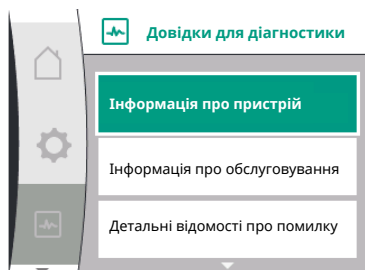 Довідки для діагностики
Інформація про пристрій
Інформація про обслуговування
Детальні відомості про помилку